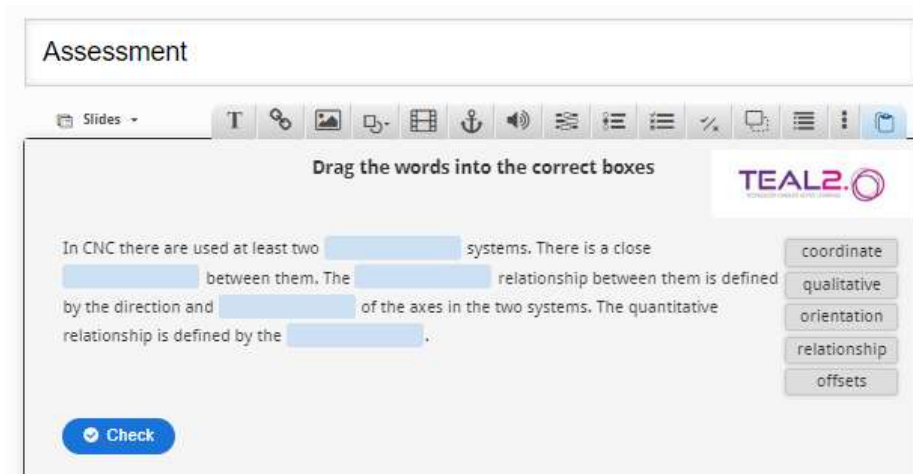 Assessment
Slides
T
Drag the words into the correct boxes
TEAL2.0
In CNC there are used at least two systems. There is a close
between them. The relationship between them is defined
by the direction and of the axes in the two systems. The quantitative
relationship is defined by the .
coordinate
qualitative
orientation
relationship
offsets
Check